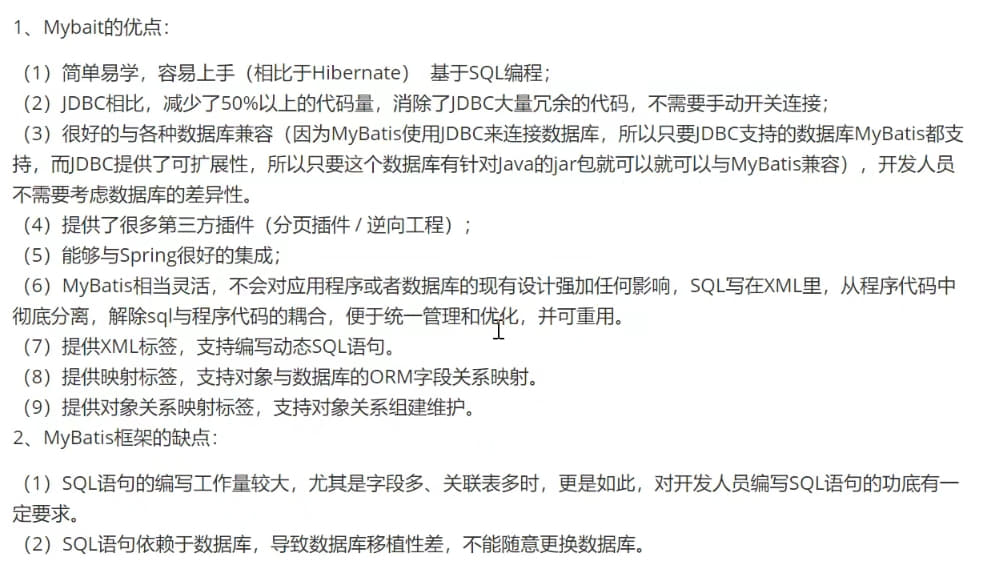 1、Mybait的优点：
（1）简单易学，容易上手（相比于Hibernate） 基于SQL编程；
（2）JDBC相比，减少了50%以上的代码量，消除了JDBC大量冗余的代码，不需要手动开关连接；
（3）很好的与各种数据库兼容（因为MyBatis使用JDBC来连接数据库，所以只要JDBC支持的数据库MyBatis都支
持，而JDBC提供了可扩展性，所以只要这个数据库有针对Java的jar包就可以就可以与MyBatis兼容），开发人员
不需要考虑数据库的差异性。
（4）提供了很多第三方插件（分页插件 / 逆向工程）；
（5）能够与Spring很好的集成；
（6）MyBatis相当灵活，不会对应用程序或者数据库的现有设计强加任何影响，SQL写在XML里，从程序代码中
彻底分离，解除sql与程序代码的耦合，便于统一管理和优化，并可重用。
（7）提供XML标签，支持编写动态SQL语句。
（8）提供映射标签，支持对象与数据库的ORM字段关系映射。
（9）提供对象关系映射标签，支持对象关系组建维护。
2、MyBatis框架的缺点：
（1）SQL语句的编写工作量较大，尤其是字段多、关联表多时，更是如此，对开发人员编写SQL语句的功底有一
定要求。
（2）SQL语句依赖于数据库，导致数据库移植性差，不能随意更换数据库。